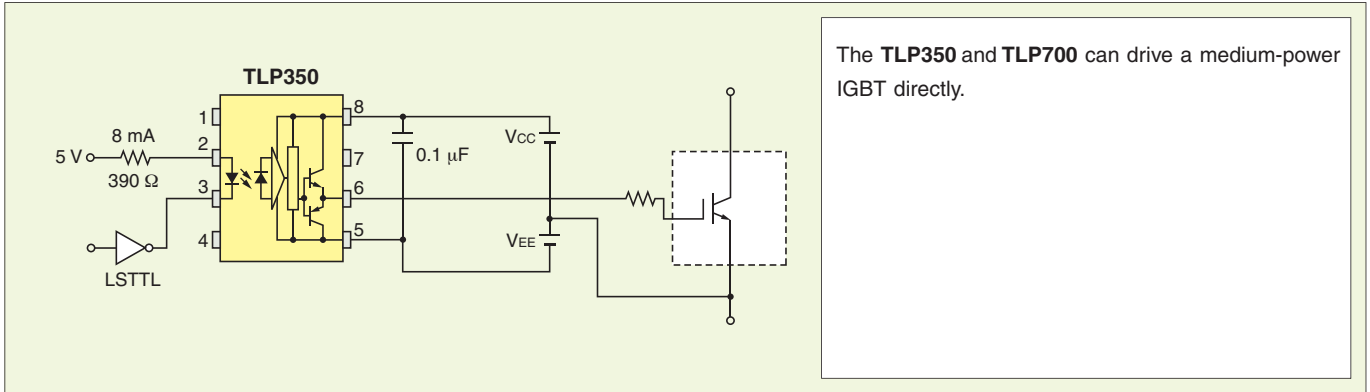 TLP350
1
8
8 mA
5 V
2
390 Ω
7
3
6
4
5
LSTTL
0.1 μF
VCC
VEE
The TLP350 and TLP700 can drive a medium-power
IGBT directly.